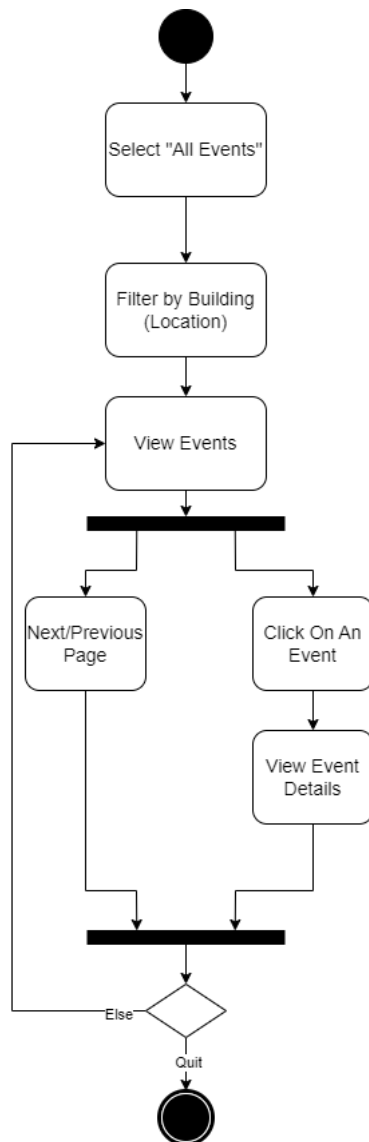 Select "All Events"
Filter by Building
(Location)
View Events
Next/Previous
Page
Click On An
Event
View Event
Details
Else
Quit